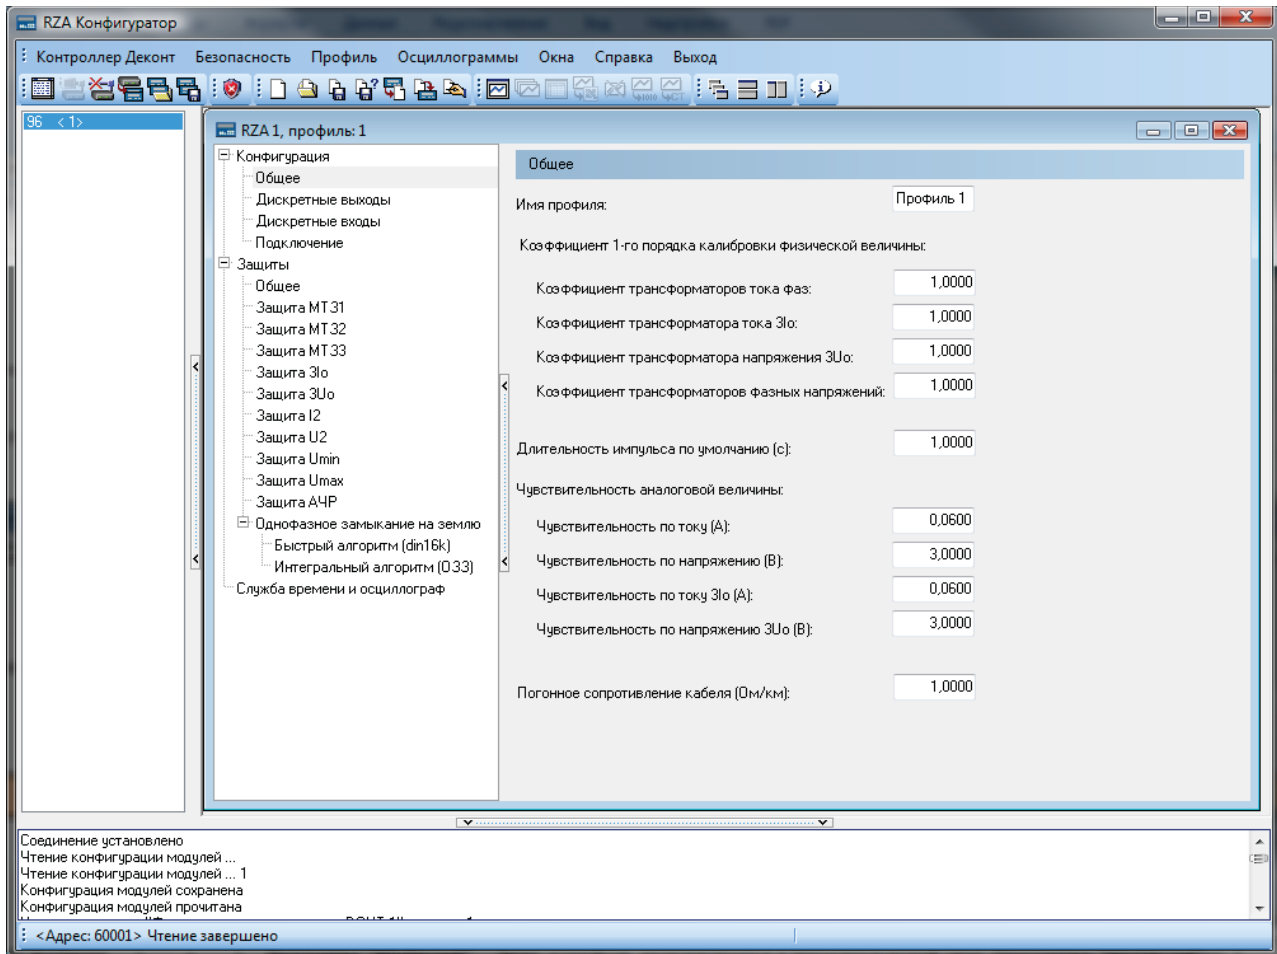 RZA Конфигуратор
Контроллер Деконт Безопасность Профиль Осциллограммы Окна Справка Выход
96 <1>
RZA 1, профиль: 1
Конфигурация
Общее
Дискретные выходы
Дискретные входы
Подключение
Защиты
Общее
Защита МТЗ1
Защита МТЗ2
Защита МТЗ3
Защита 3Io
Защита 3Uo
Защита I2
Защита U2
Защита Umin
Защита Umax
Защита АЧР
Однофазное замыкание на землю
Быстрый алгоритм (din16k)
Интегральный алгоритм (ОЗЗ)
Служба времени и осциллограф
Общее
Имя профиля: Профиль 1
Коэффициент 1-го порядка калибровки физической величины:
Коэффициент трансформаторов тока фаз: 1,0000
Коэффициент трансформатора тока 3Io: 1,0000
Коэффициент трансформатора напряжения 3Uo: 1,0000
Коэффициент трансформаторов фазных напряжений: 1,0000
Длительность импульса по умолчанию (с): 1,0000
Чувствительность аналоговой величины:
Чувствительность по току (А): 0,0600
Чувствительность по напряжению (В): 3,0000
Чувствительность по току 3Io (А): 0,0600
Чувствительность по напряжению 3Uo (В): 3,0000
Погонное сопротивление кабеля (Ом/км): 1,0000
Соединение установлено
Чтение конфигурации модулей ...
Чтение конфигурации модулей ... 1
Конфигурация модулей сохранена
Конфигурация модулей прочитана
<Адрес: 60001> Чтение завершено